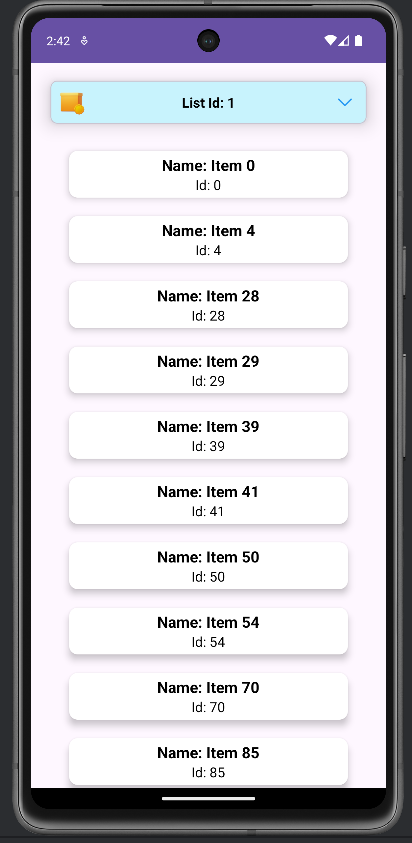 2:42
List Id: 1
Name: Item 0
Id: 0
Name: Item 4
Id: 4
Name: Item 28
Id: 28
Name: Item 29
Id: 29
Name: Item 39
Id: 39
Name: Item 41
Id: 41
Name: Item 50
Id: 50
Name: Item 54
Id: 54
Name: Item 70
Id: 70
Name: Item 85
Id: 85